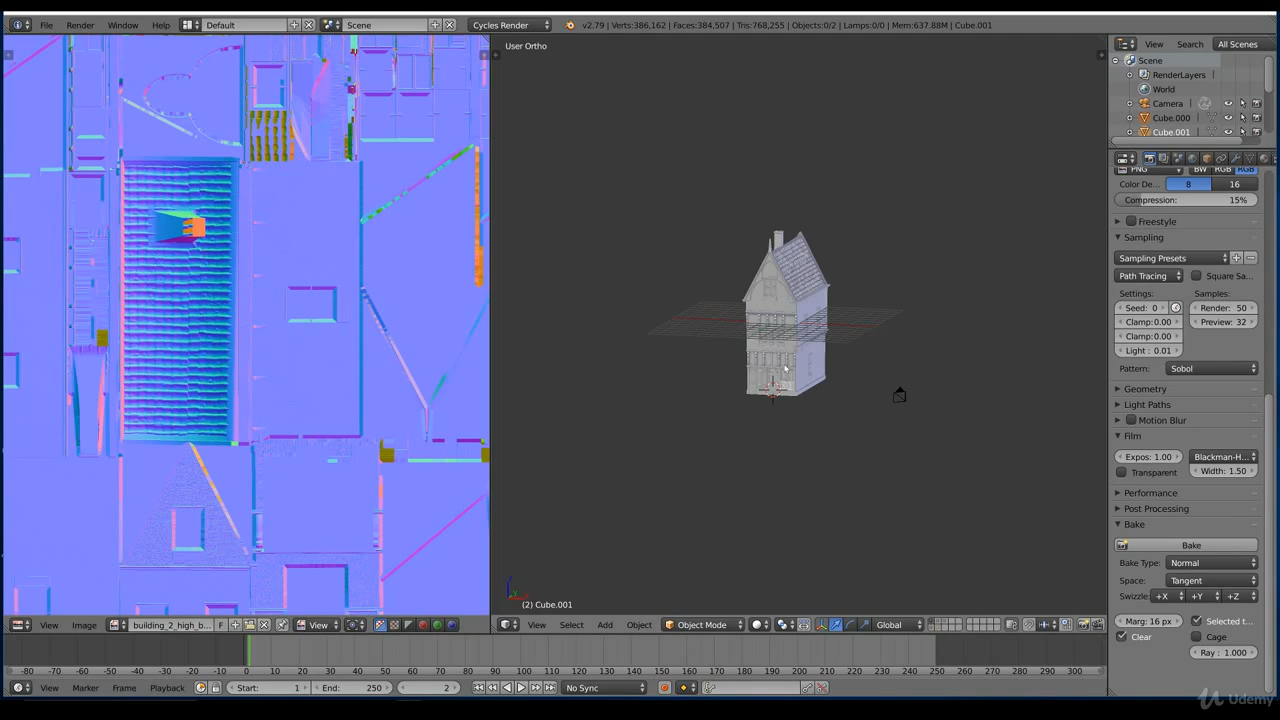 File Render Window Help Default Scene Cycles Render v2.79 | Verts:386,162 | Faces:384,507 | Tris:768,255 | Objects:0/2 | Lamps:0/0 | Mem:637.88M | Cube.001
User Ortho
View Search All Scenes
Scene
RenderLayers
World
Camera
Cube.000
Cube.001
PNG BW RGB RGB
Color De... 8 16
Compression: 15%
Freestyle
Sampling
Sampling Presets
Path Tracing Square Sa...
Settings: Samples:
Seed: 0 Render: 50
Clamp:0.00 Preview: 32
Clamp:0.00
Light : 0.01
Pattern: Sobol
Geometry
Light Paths
Motion Blur
Film
Expos: 1.00 Blackman-H...
Transparent Width: 1.50
Performance
Post Processing
Bake
Bake
Bake Type: Normal
Space: Tangent
Swizzle: +X +Y +Z
Marg: 16 px Selected t
Clear Cage
Ray : 1.000
(2) Cube.001
View Image building_2_high_b... F View
View Select Add Object Object Mode Global
-80 -70 -60 -50 -40 -30 -20 -10 0 10 20 30 40 50 60 70 80 90 100 110 120 130 140 150 160 170 180 190 200 210 220 230 240 250 260 270 280 290 300
View Marker Frame Playback Start: 1 End: 250 2 No Sync
Udemy